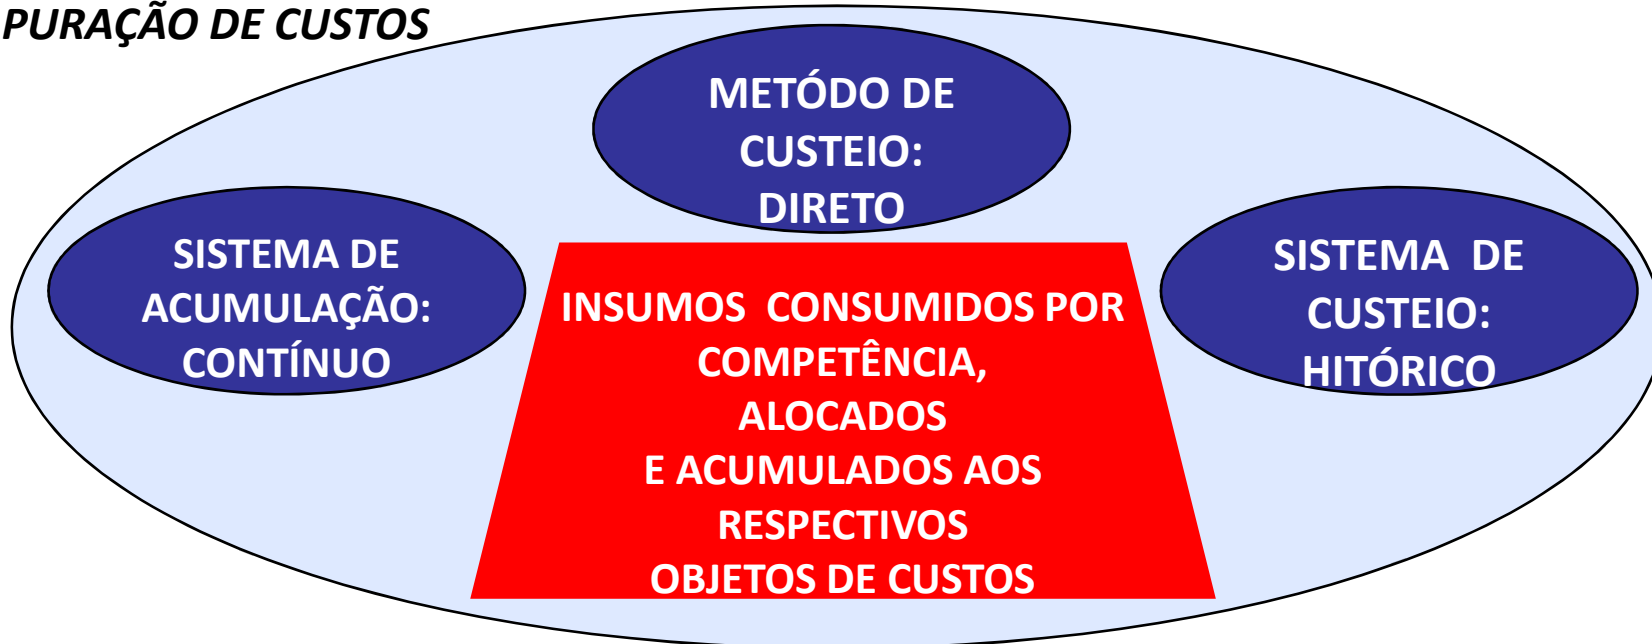 PURAÇÃO DE CUSTOS
METÓDO DE
CUSTEIO:
DIRETO
SISTEMA DE
ACUMULAÇÃO:
CONTÍNUO
SISTEMA DE
CUSTEIO:
HITÓRICO
INSUMOS CONSUMIDOS POR
COMPETÊNCIA,
ALOCADOS
E ACUMULADOS AOS
RESPECTIVOS
OBJETOS DE CUSTOS